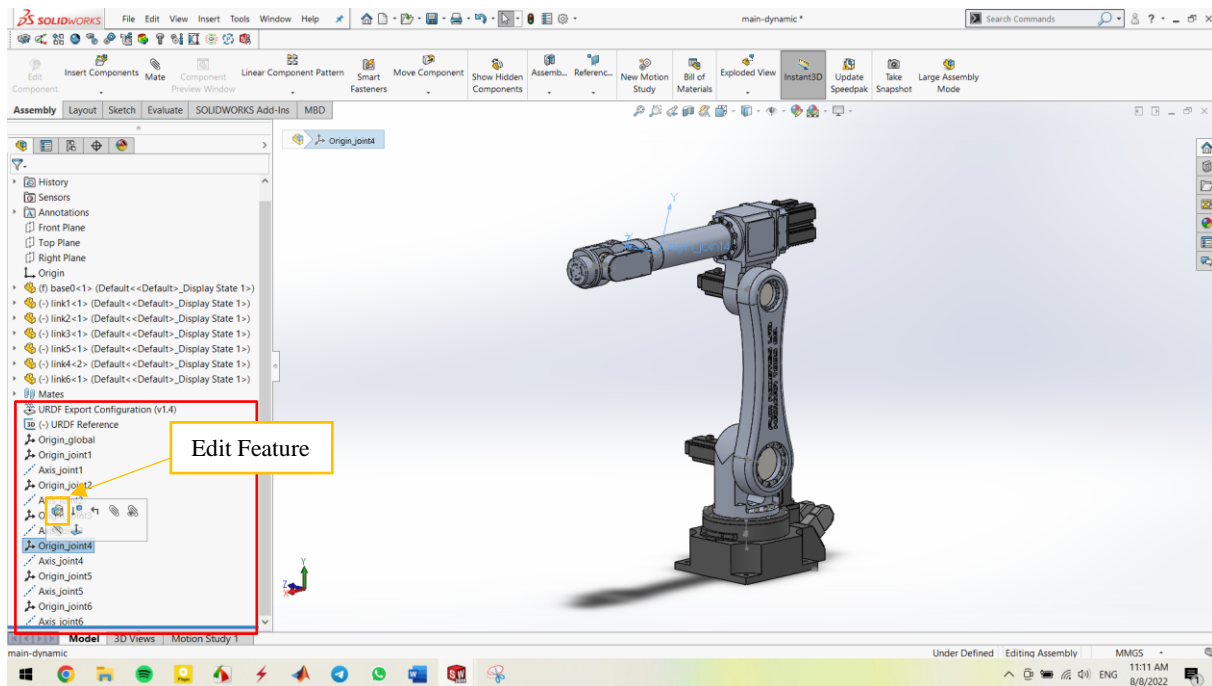 SOLIDWORKS File Edit View Insert Tools Window Help main-dynamic * Search Commands
Edit Component
Insert Components
Mate
Component Preview Window
Linear Component Pattern
Smart Fasteners
Move Component
Show Hidden Components
Assemb...
Referenc...
New Motion Study
Bill of Materials
Exploded View
Instant3D
Update Speedpak
Take Snapshot
Large Assembly Mode
Assembly Layout Sketch Evaluate SOLIDWORKS Add-Ins MBD
Origin_joint4
History
Sensors
Annotations
Front Plane
Top Plane
Right Plane
Origin
(f) base0<1> (Default<<Default>_Display State 1>)
(-) link1<1> (Default<<Default>_Display State 1>)
(-) link2<1> (Default<<Default>_Display State 1>)
(-) link3<1> (Default<<Default>_Display State 1>)
(-) link5<1> (Default<<Default>_Display State 1>)
(-) link4<2> (Default<<Default>_Display State 1>)
(-) link6<1> (Default<<Default>_Display State 1>)
Mates
URDF Export Configuration (v1.4)
3D (-) URDF Reference
Origin_global
Origin_joint1
Axis_joint1
Origin_joint2
Origin_joint4
Axis_joint4
Origin_joint5
Axis_joint5
Origin_joint6
Axis_joint6
Edit Feature
Y
Y
Z
X
Model 3D Views Motion Study 1
main-dynamic Under Defined Editing Assembly MMGS
ENG 11:11 AM
8/8/2022